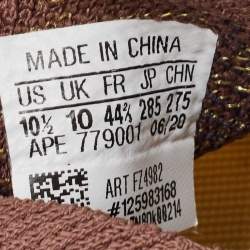 MADE IN CHINA
US UK FR JP CHN
10½ 10 44⅔ 285 275
APE 779001 06/20
ART FZ4982
#125983168